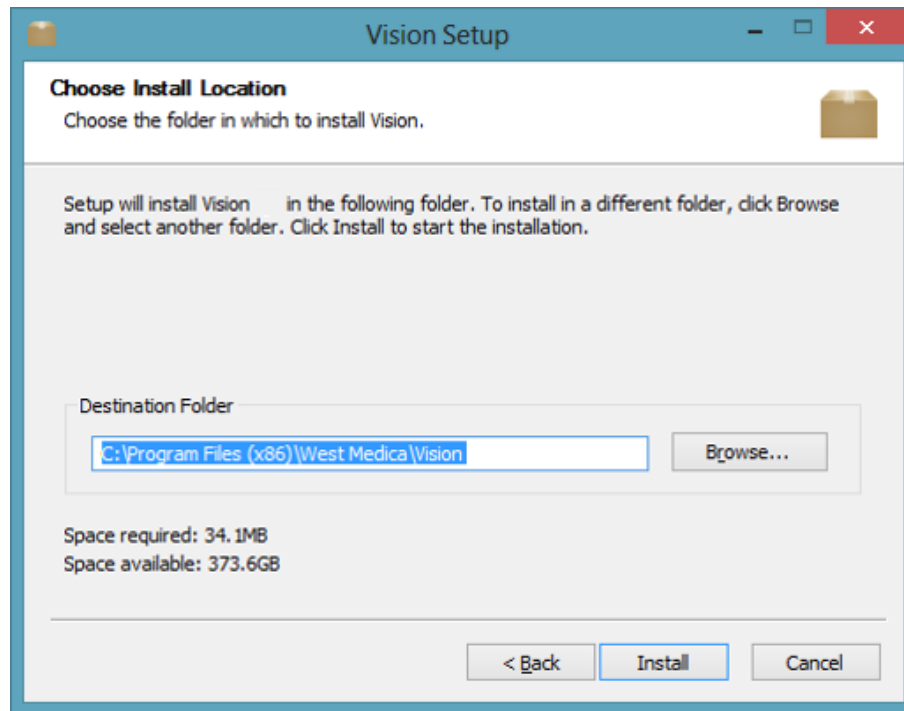 Vision Setup
Choose Install Location
Choose the folder in which to install Vision.
Setup will install Vision in the following folder. To install in a different folder, click Browse
and select another folder. Click Install to start the installation.
Destination Folder
C:\Program Files (x86)\West Medica\Vision
Browse...
Space required: 34.1MB
Space available: 373.6GB
< Back
Install
Cancel